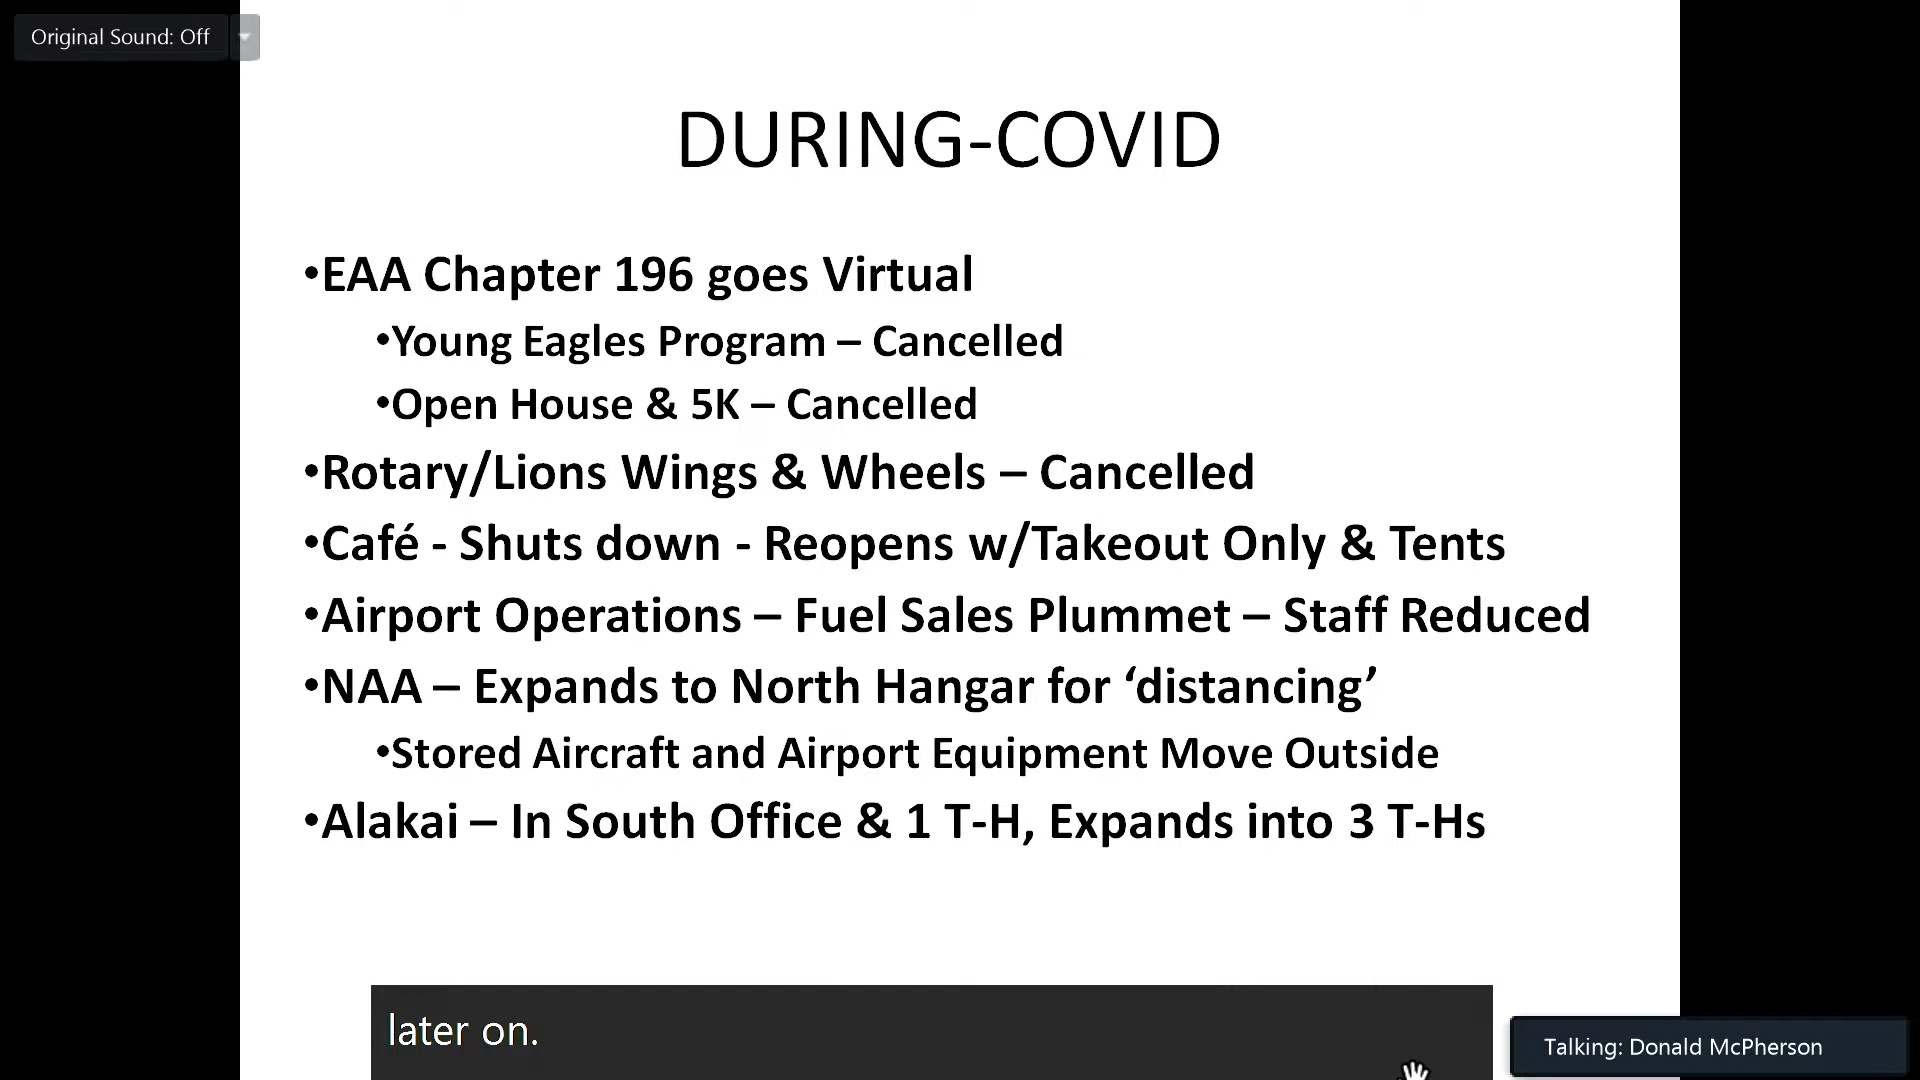 Original Sound: Off
DURING-COVID
•EAA Chapter 196 goes Virtual
•Young Eagles Program – Cancelled
•Open House & 5K – Cancelled
•Rotary/Lions Wings & Wheels – Cancelled
•Café - Shuts down - Reopens w/Takeout Only & Tents
•Airport Operations – Fuel Sales Plummet – Staff Reduced
•NAA – Expands to North Hangar for ‘distancing’
•Stored Aircraft and Airport Equipment Move Outside
•Alakai – In South Office & 1 T-H, Expands into 3 T-Hs
later on.
Talking: Donald McPherson